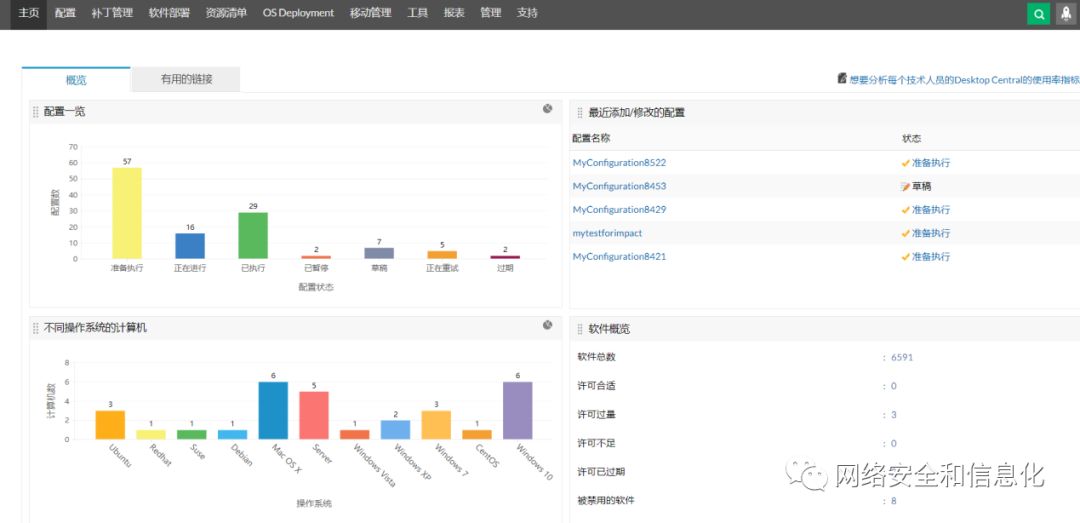 主页 配置 补丁管理 软件部署 资源清单 OS Deployment 移动管理 工具 报表 管理 支持
概览 有用的链接
想要分析每个技术人员的Desktop Central的使用率指标
配置一览
配置数
70
60
50
40
30
20
10
0
57
16
29
2
7
5
2
准备执行 正在进行 已执行 已暂停 草稿 正在重试 过期
配置状态
最近添加/修改的配置
配置名称 状态
MyConfiguration8522 准备执行
MyConfiguration8453 草稿
MyConfiguration8429 准备执行
mytestforimpact 准备执行
MyConfiguration8421 准备执行
不同操作系统的计算机
计算机数
8
6
4
2
0
3
1
1
1
6
5
1
2
3
1
6
Ubuntu
Redhat
Suse
Debian
Mac OS X
Server
Windows Vista
Windows XP
Windows 7
CentOS
Windows 10
操作系统
软件概览
软件总数 : 6591
许可合适 : 0
许可过量 : 3
许可不足 : 0
许可已过期
被禁用的软件 : 8
网络安全和信息化